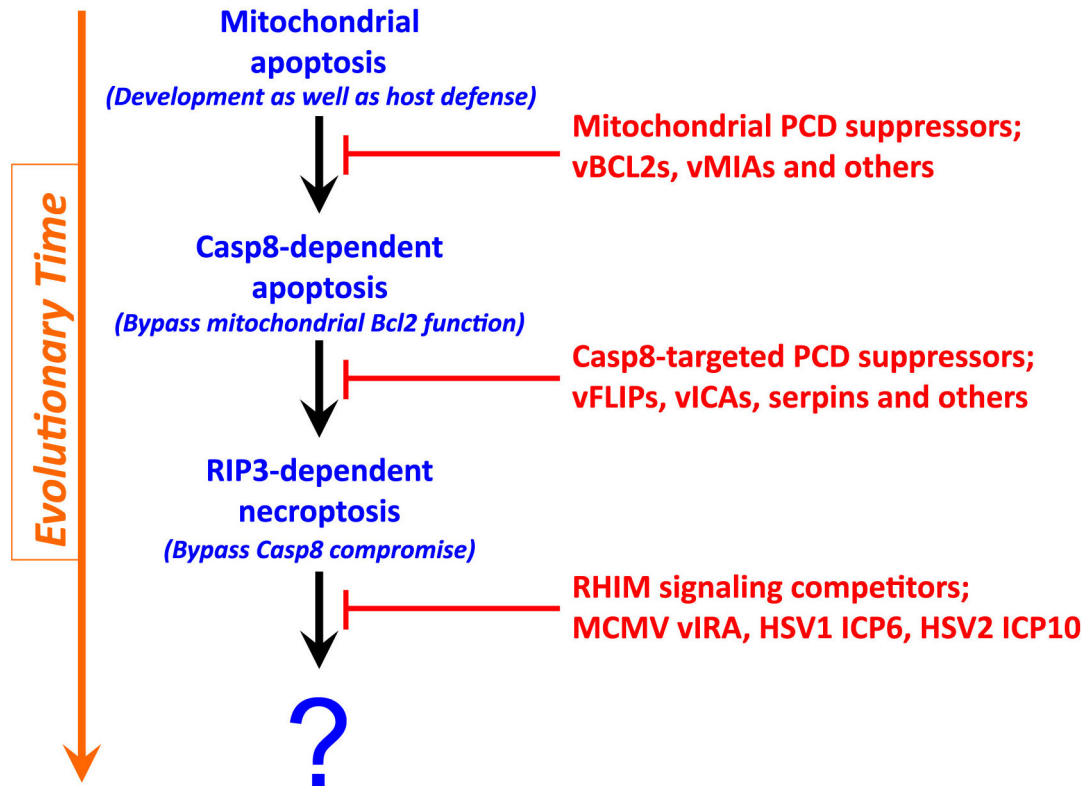 Mitochondrial
apoptosis
(Development as well as host defense)
Mitochondrial PCD suppressors;
vBCL2s, vMIAs and others
Evolutionary Time
Casp8-dependent
apoptosis
(Bypass mitochondrial Bcl2 function)
Casp8-targeted PCD suppressors;
vFLIPs, vICAs, serpins and others
RIP3-dependent
necroptosis
(Bypass Casp8 compromise)
RHIM signaling competitors;
MCMV vIRA, HSV1 ICP6, HSV2 ICP10
?